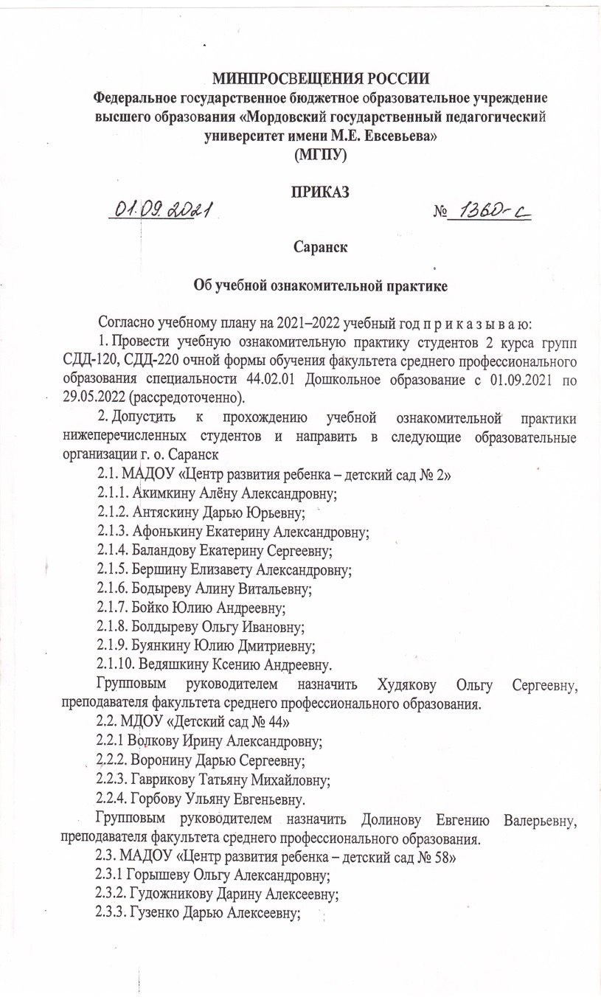 МИНПРОСВЕЩЕНИЯ РОССИИ
Федеральное государственное бюджетное образовательное учреждение
высшего образования «Мордовский государственный педагогический
университет имени М.Е. Евсевьева»
(МГПУ)
ПРИКАЗ
01.09.2021 № 1360-с
Саранск
Об учебной ознакомительной практике
Согласно учебному плану на 2021–2022 учебный год п р и к а з ы в а ю:
1. Провести учебную ознакомительную практику студентов 2 курса групп
СДД-120, СДД-220 очной формы обучения факультета среднего профессионального
образования специальности 44.02.01 Дошкольное образование с 01.09.2021 по
29.05.2022 (рассредоточенно).
2. Допустить к прохождению учебной ознакомительной практики
нижеперечисленных студентов и направить в следующие образовательные
организации г. о. Саранск
2.1. МАДОУ «Центр развития ребенка – детский сад № 2»
2.1.1. Акимкину Алёну Александровну;
2.1.2. Антяскину Дарью Юрьевну;
2.1.3. Афонькину Екатерину Александровну;
2.1.4. Баландову Екатерину Сергеевну;
2.1.5. Бершину Елизавету Александровну;
2.1.6. Бодыреву Алину Витальевну;
2.1.7. Бойко Юлию Андреевну;
2.1.8. Болдыреву Ольгу Ивановну;
2.1.9. Буянкину Юлию Дмитриевну;
2.1.10. Ведяшкину Ксению Андреевну.
Групповым руководителем назначить Худякову Ольгу Сергеевну,
преподавателя факультета среднего профессионального образования.
2.2. МДОУ «Детский сад № 44»
2.2.1 Волкову Ирину Александровну;
2.2.2. Воронину Дарью Сергеевну;
2.2.3. Гаврикову Татьяну Михайловну;
2.2.4. Горбову Ульяну Евгеньевну.
Групповым руководителем назначить Долинову Евгению Валерьевну,
преподавателя факультета среднего профессионального образования.
2.3. МАДОУ «Центр развития ребенка – детский сад № 58»
2.3.1 Горышеву Ольгу Александровну;
2.3.2. Гудожникову Дарину Алексеевну;
2.3.3. Гузенко Дарью Алексеевну;